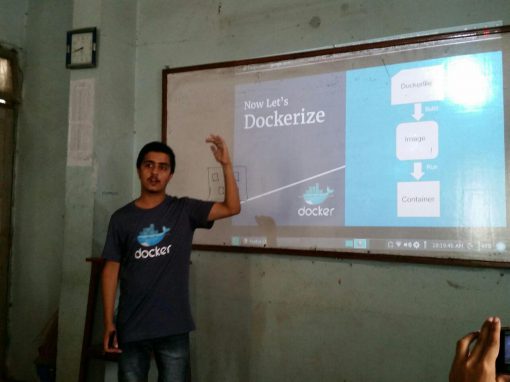 Now Let's
Dockerize
Dockerfile
Build
Image
Run
Container
docker
docker